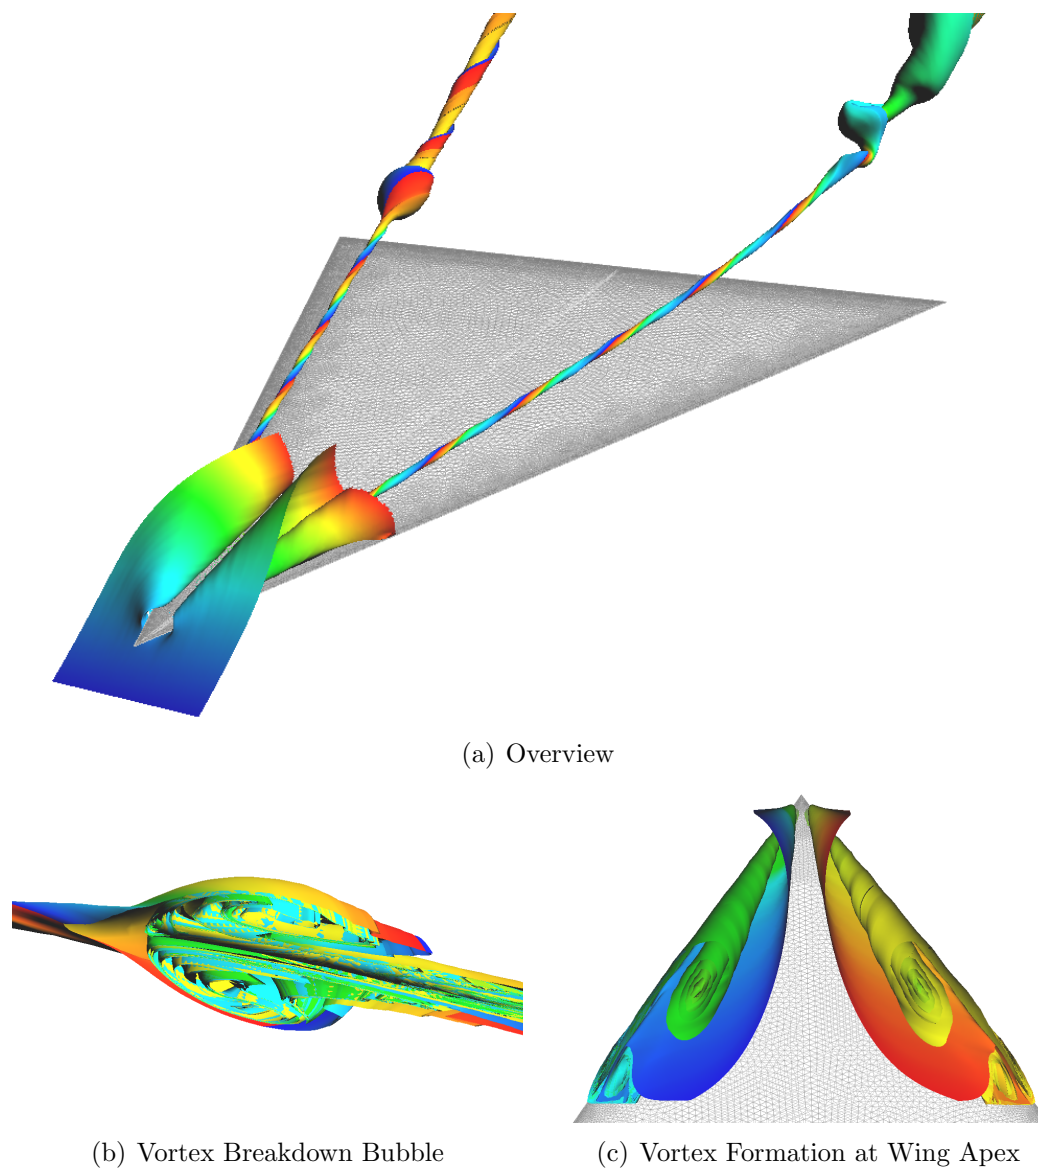 (a) Overview
(b) Vortex Breakdown Bubble
(c) Vortex Formation at Wing Apex